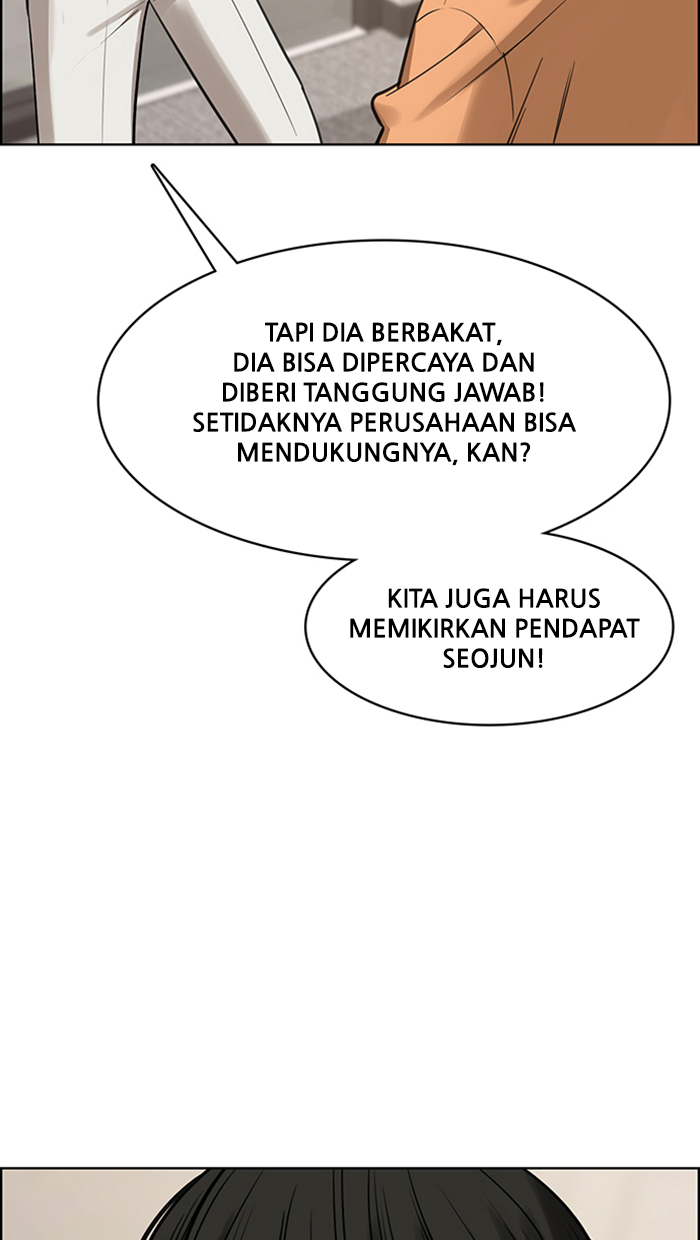 TAPI DIA BERBAKAT,
DIA BISA DIPERCAYA DAN
DIBERI TANGGUNG JAWAB!
SETIDAKNYA PERUSAHAAN BISA
MENDUKUNGNYA, KAN?
KITA JUGA HARUS
MEMIKIRKAN PENDAPAT
SEOJUN!